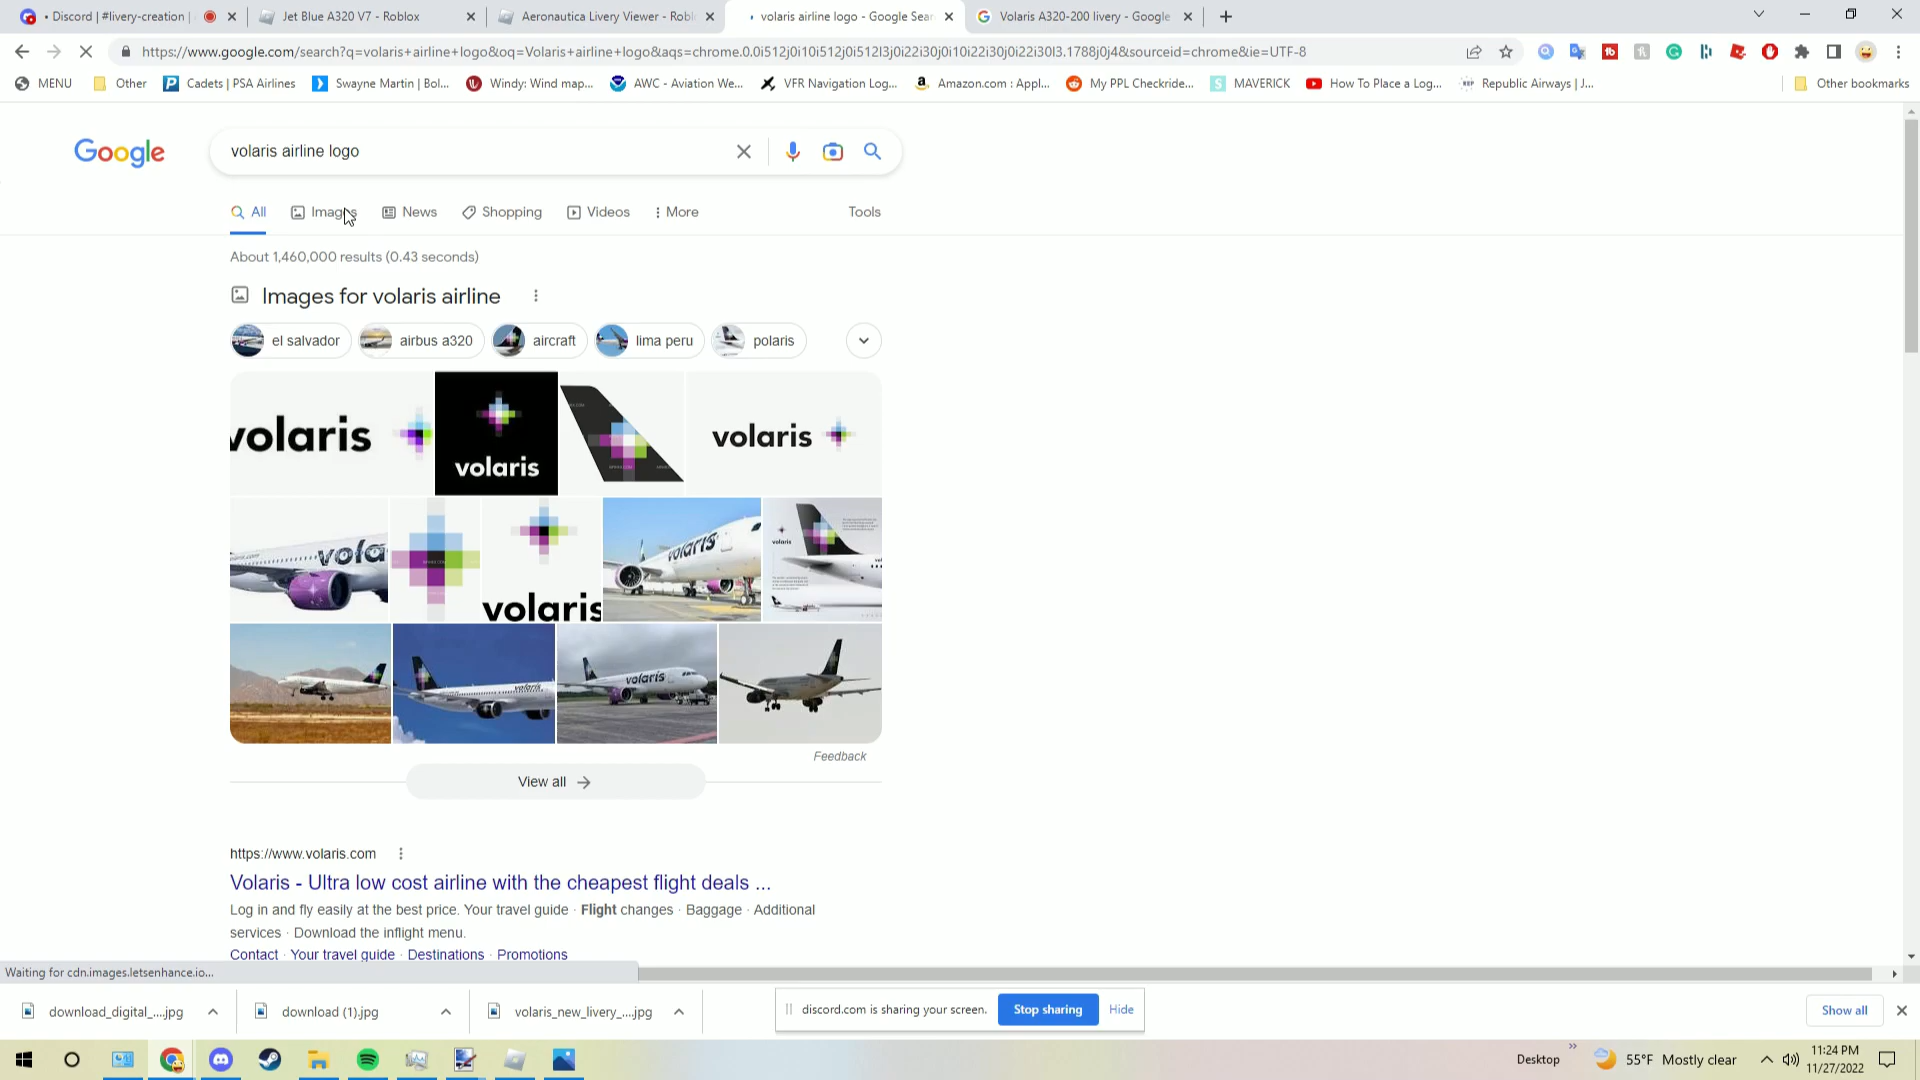 • Discord | #livery-creation |
Jet Blue A320 V7 - Roblox
Aeronautica Livery Viewer - Robl
volaris airline logo - Google Sear
Volaris A320-200 livery - Google
https://www.google.com/search?q=volaris+airline+logo&oq=Volaris+airline+logo&aqs=chrome.0.0i512j0i10i512j0i512l3j0i22i30j0i10i22i30j0i22i30l3.1788j0j4&sourceid=chrome&ie=UTF-8
MENU
Other
Cadets | PSA Airlines
Swayne Martin | Bol...
Windy: Wind map...
AWC - Aviation We...
VFR Navigation Log...
Amazon.com : Appl...
My PPL Checkride...
MAVERICK
How To Place a Log...
Republic Airways | J...
Other bookmarks
Google
volaris airline logo
All
Images
News
Shopping
Videos
More
Tools
About 1,460,000 results (0.43 seconds)
Images for volaris airline
el salvador
airbus a320
aircraft
lima peru
polaris
volaris
volaris
volaris
vola
volaris
volaris
volaris
volaris
volaris
Feedback
View all
https://www.volaris.com
Volaris - Ultra low cost airline with the cheapest flight deals ...
Log in and fly easily at the best price. Your travel guide · Flight changes · Baggage · Additional
services · Download the inflight menu.
Contact · Your travel guide · Destinations · Promotions
Waiting for cdn.images.letsenhance.io...
download_digital_....jpg
download (1).jpg
volaris_new_livery_....jpg
discord.com is sharing your screen.
Stop sharing
Hide
Show all
Desktop
55°F Mostly clear
11:24 PM
11/27/2022